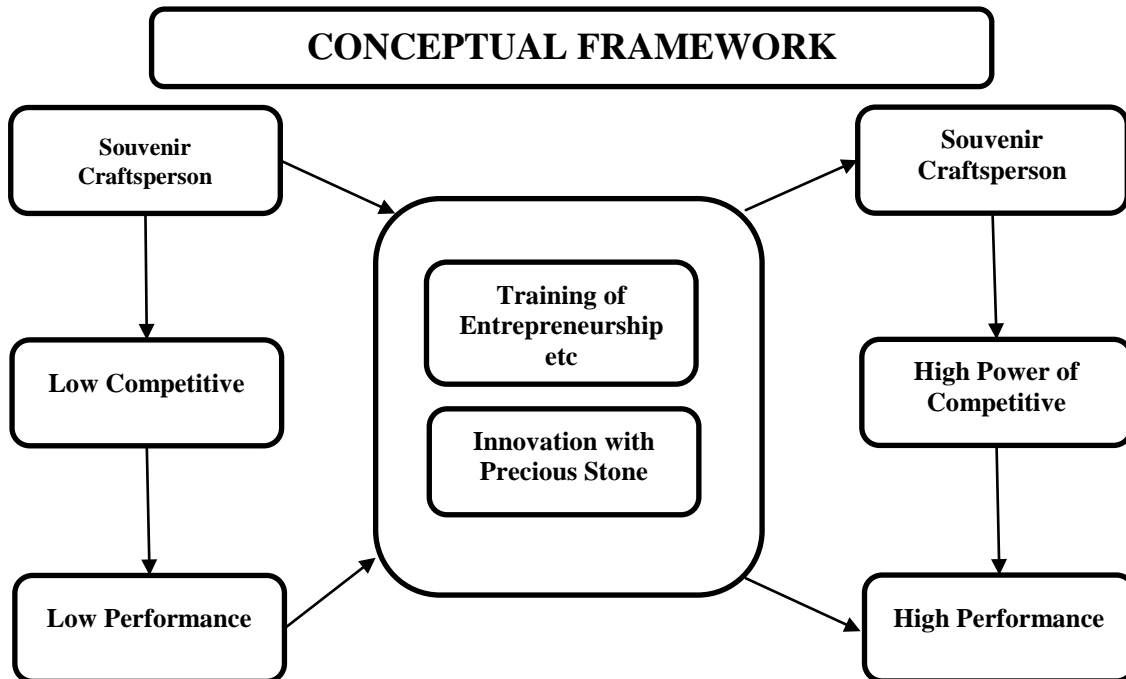 CONCEPTUAL FRAMEWORK
Souvenir
Craftsperson
Low Competitive
Low Performance
Training of
Entrepreneurship
etc
Innovation with
Precious Stone
Souvenir
Craftsperson
High Power of
Competitive
High Performance